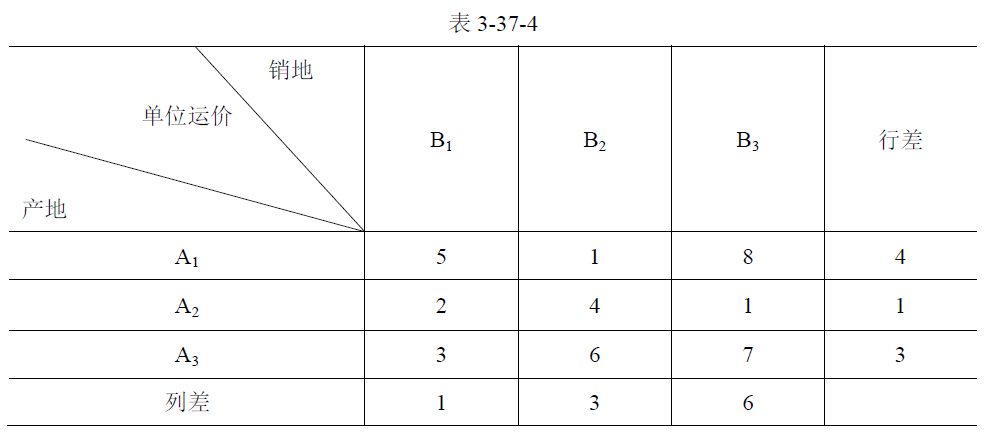 表 3-37-4
销地
单位运价
产地
B₁ B₂ B₃ 行差
A₁ 5 1 8 4
A₂ 2 4 1 1
A₃ 3 6 7 3
列差 1 3 6